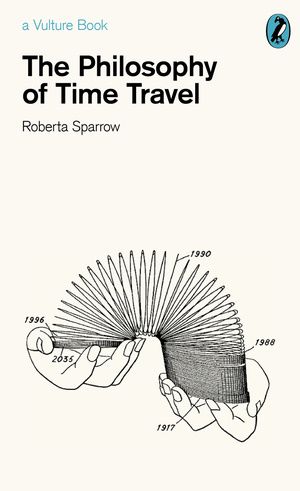 a Vulture Book
The Philosophy
of Time Travel
Roberta Sparrow
1990
1996
2035
1988
1917